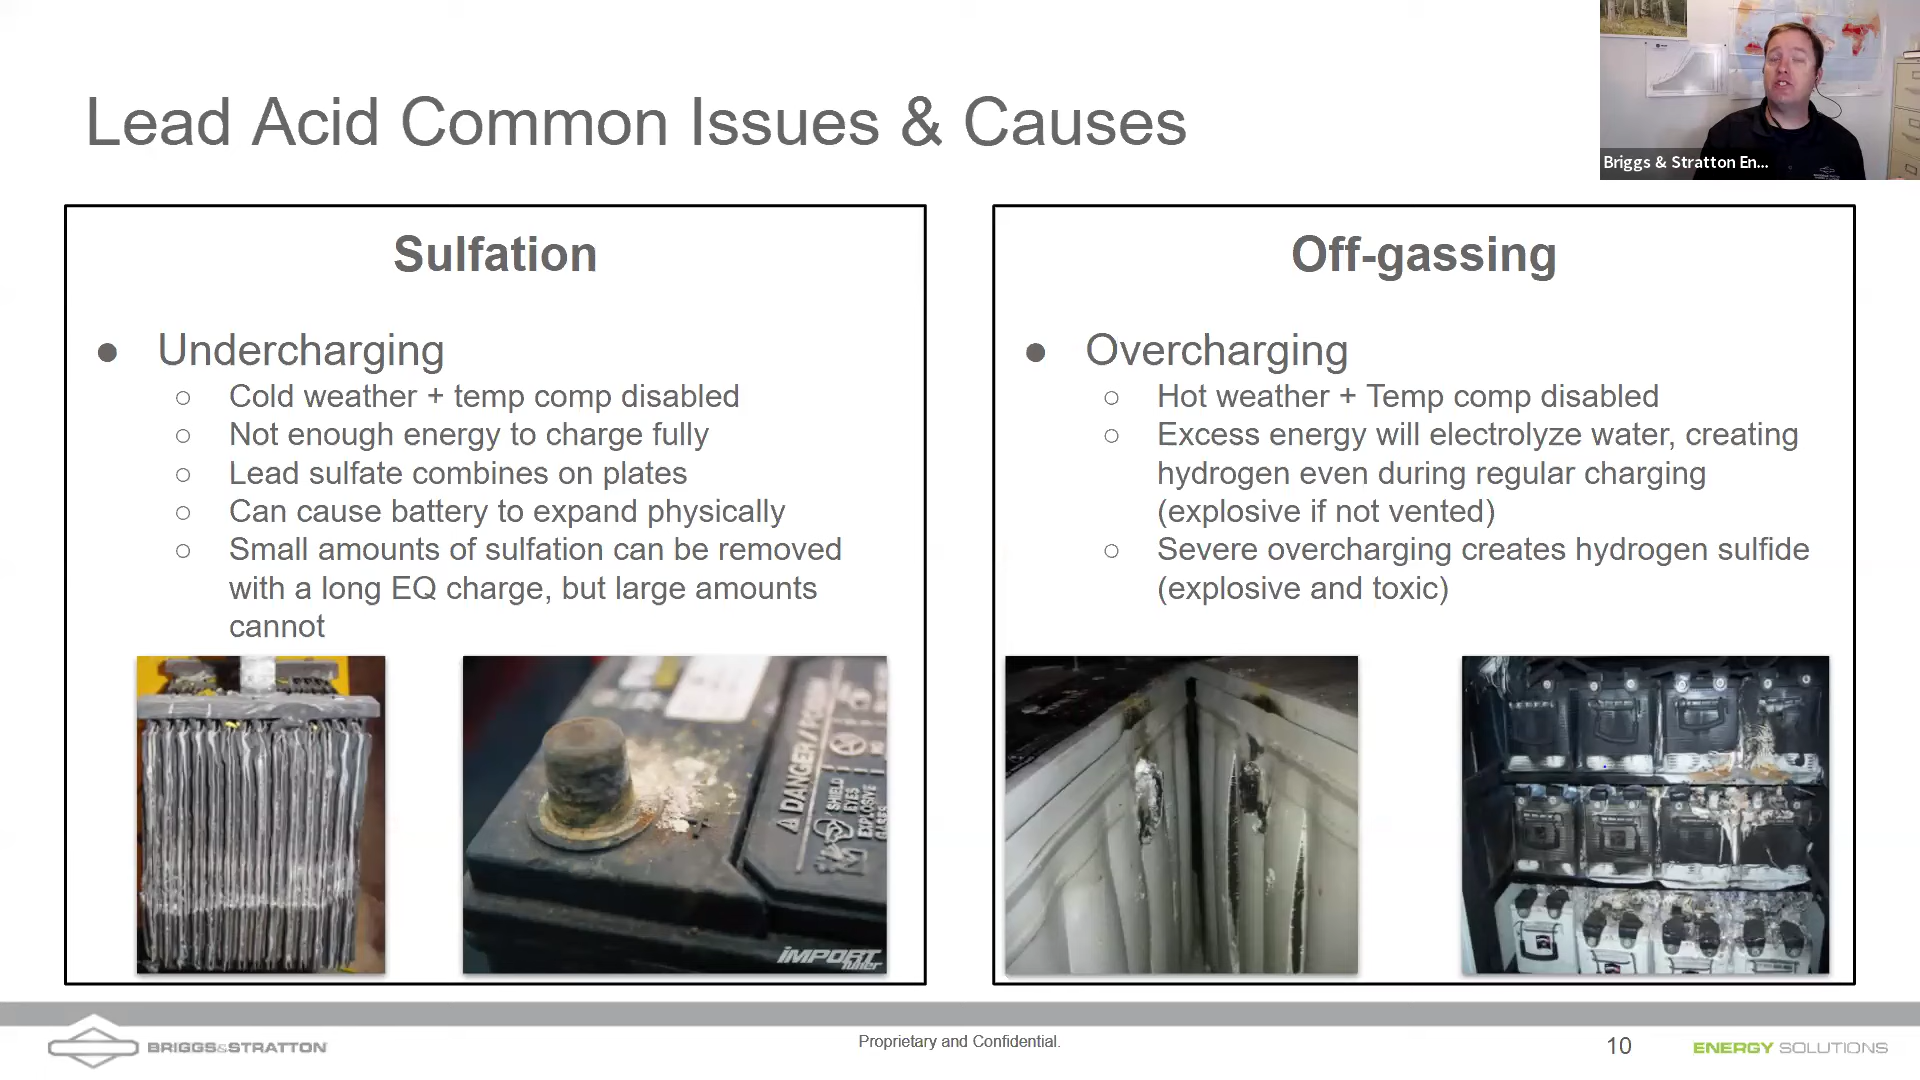 Lead Acid Common Issues & Causes
Briggs & Stratton En...
Sulfation
● Undercharging
○ Cold weather + temp comp disabled
○ Not enough energy to charge fully
○ Lead sulfate combines on plates
○ Can cause battery to expand physically
○ Small amounts of sulfation can be removed
with a long EQ charge, but large amounts
cannot
DANGER / PO
SHIELD
EYES
EXPLOSIVE
GASES
IMPORT
tuner
Off-gassing
● Overcharging
○ Hot weather + Temp comp disabled
○ Excess energy will electrolyze water, creating
hydrogen even during regular charging
(explosive if not vented)
○ Severe overcharging creates hydrogen sulfide
(explosive and toxic)
BRIGGS&STRATTON
Proprietary and Confidential.
10
ENERGY SOLUTIONS